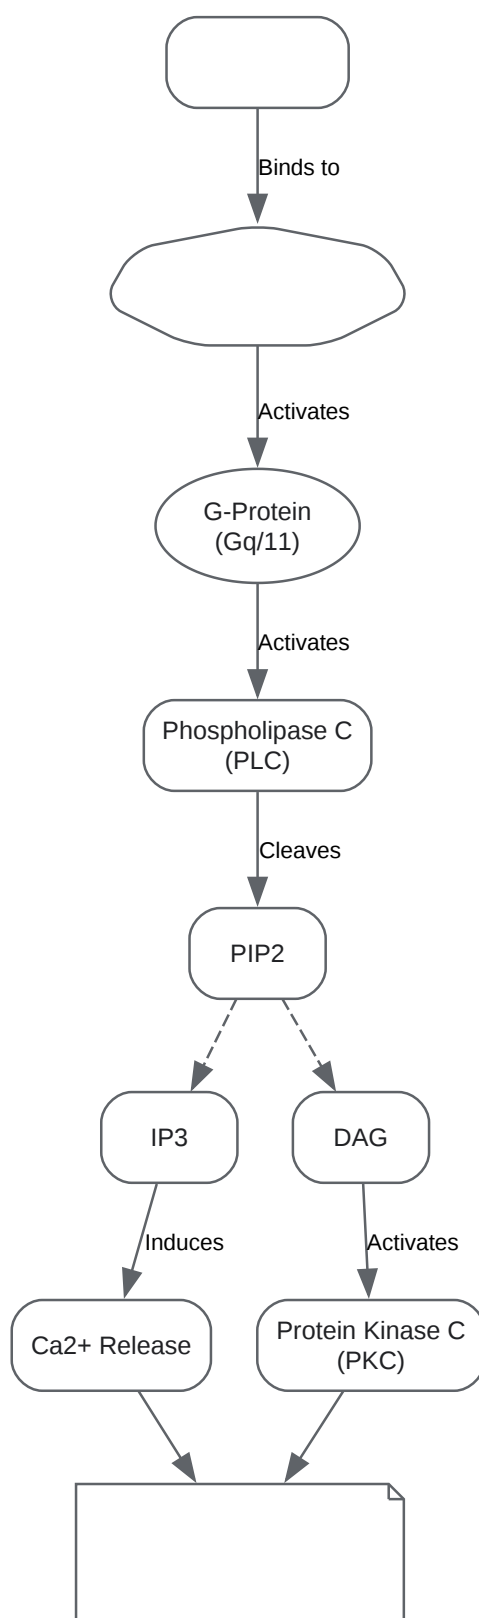 Binds to
Activates
G-Protein
(Gq/11)
Activates
Phospholipase C
(PLC)
Cleaves
PIP2
IP3
DAG
Induces
Activates
Ca2+ Release
Protein Kinase C
(PKC)